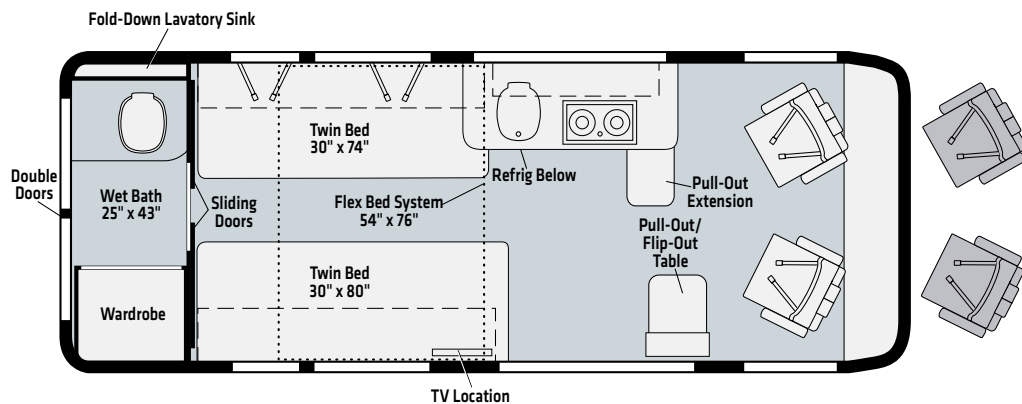 Fold-Down Lavatory Sink
Twin Bed
30" x 74"
Refrig Below
Double
Doors
Wet Bath
25" x 43"
Sliding
Doors
Flex Bed System
54" x 76"
Pull-Out
Extension
Pull-Out/
Flip-Out
Table
Twin Bed
30" x 80"
Wardrobe
TV Location